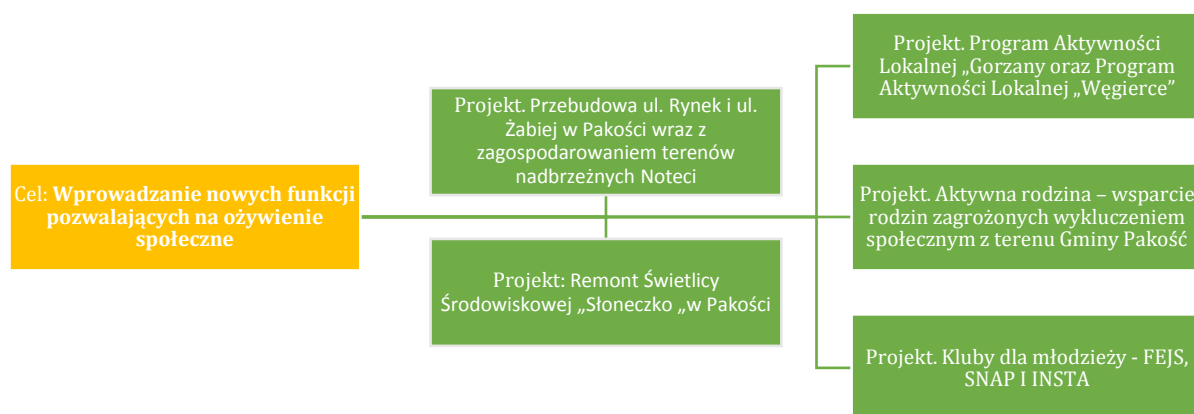 Cel: Wprowadzanie nowych funkcji
pozwalających na ożywienie
społeczne
Projekt. Przebudowa ul. Rynek i ul.
Żabiej w Pakości wraz z
zagospodarowaniem terenów
nadbrzeżnych Noteci
Projekt: Remont Świetlicy
Środowiskowej „Słoneczko „w Pakości
Projekt. Program Aktywności
Lokalnej „Gorzany oraz Program
Aktywności Lokalnej „Węgierce”
Projekt. Aktywna rodzina – wsparcie
rodzin zagrożonych wykluczeniem
społecznym z terenu Gminy Pakość
Projekt. Kluby dla młodzieży - FEJS,
SNAP I INSTA